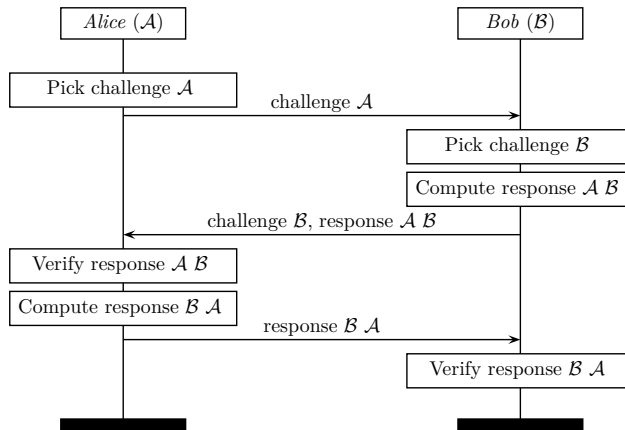 Alice (𝒜)
Bob (ℬ)
Pick challenge 𝒜
challenge 𝒜
Pick challenge ℬ
Compute response 𝒜 ℬ
challenge ℬ, response 𝒜 ℬ
Verify response 𝒜 ℬ
Compute response ℬ 𝒜
response ℬ 𝒜
Verify response ℬ 𝒜